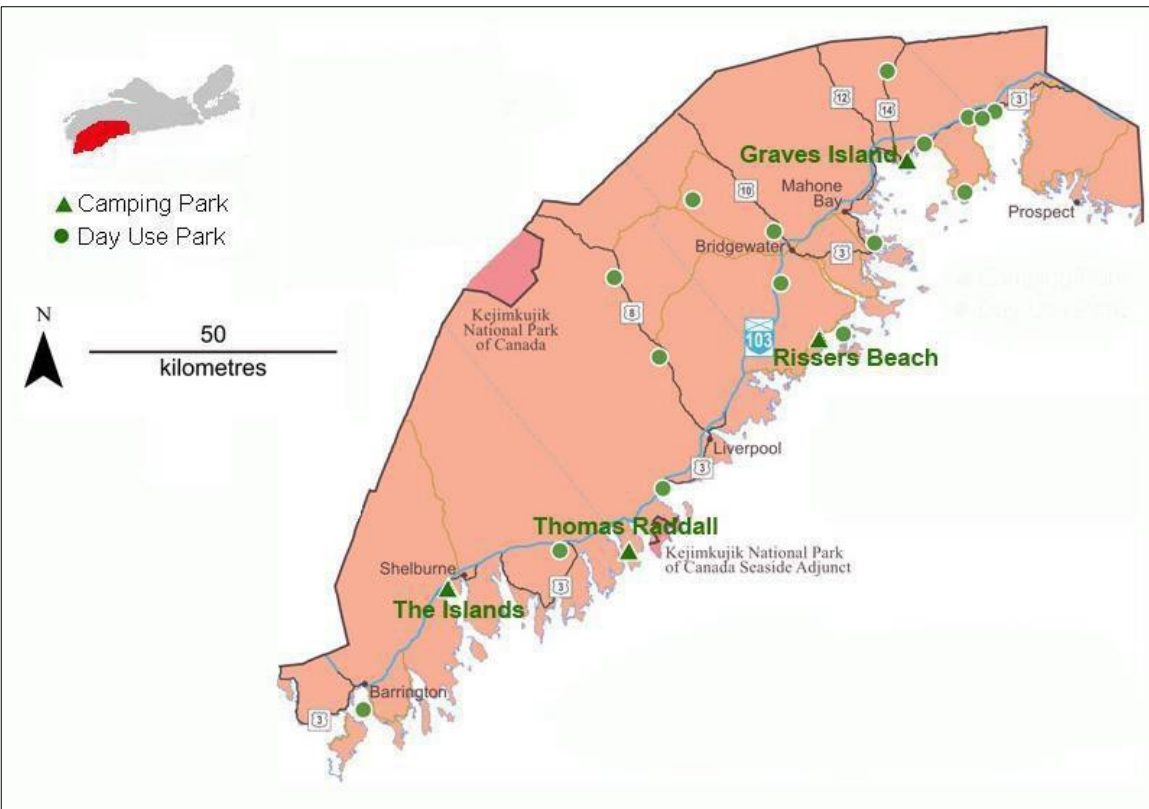 Camping Park
Day Use Park
N
50
kilometres
3
12
14
Graves Island
Mahone
Bay
Prospect
10
Bridgewater
3
Kejimkujik
National Park
of Canada
8
103
Rissers Beach
Liverpool
3
Thomas Raddall
Kejimkujik National Park
of Canada Seaside Adjunct
Shelburne
3
The Islands
Barrington
3